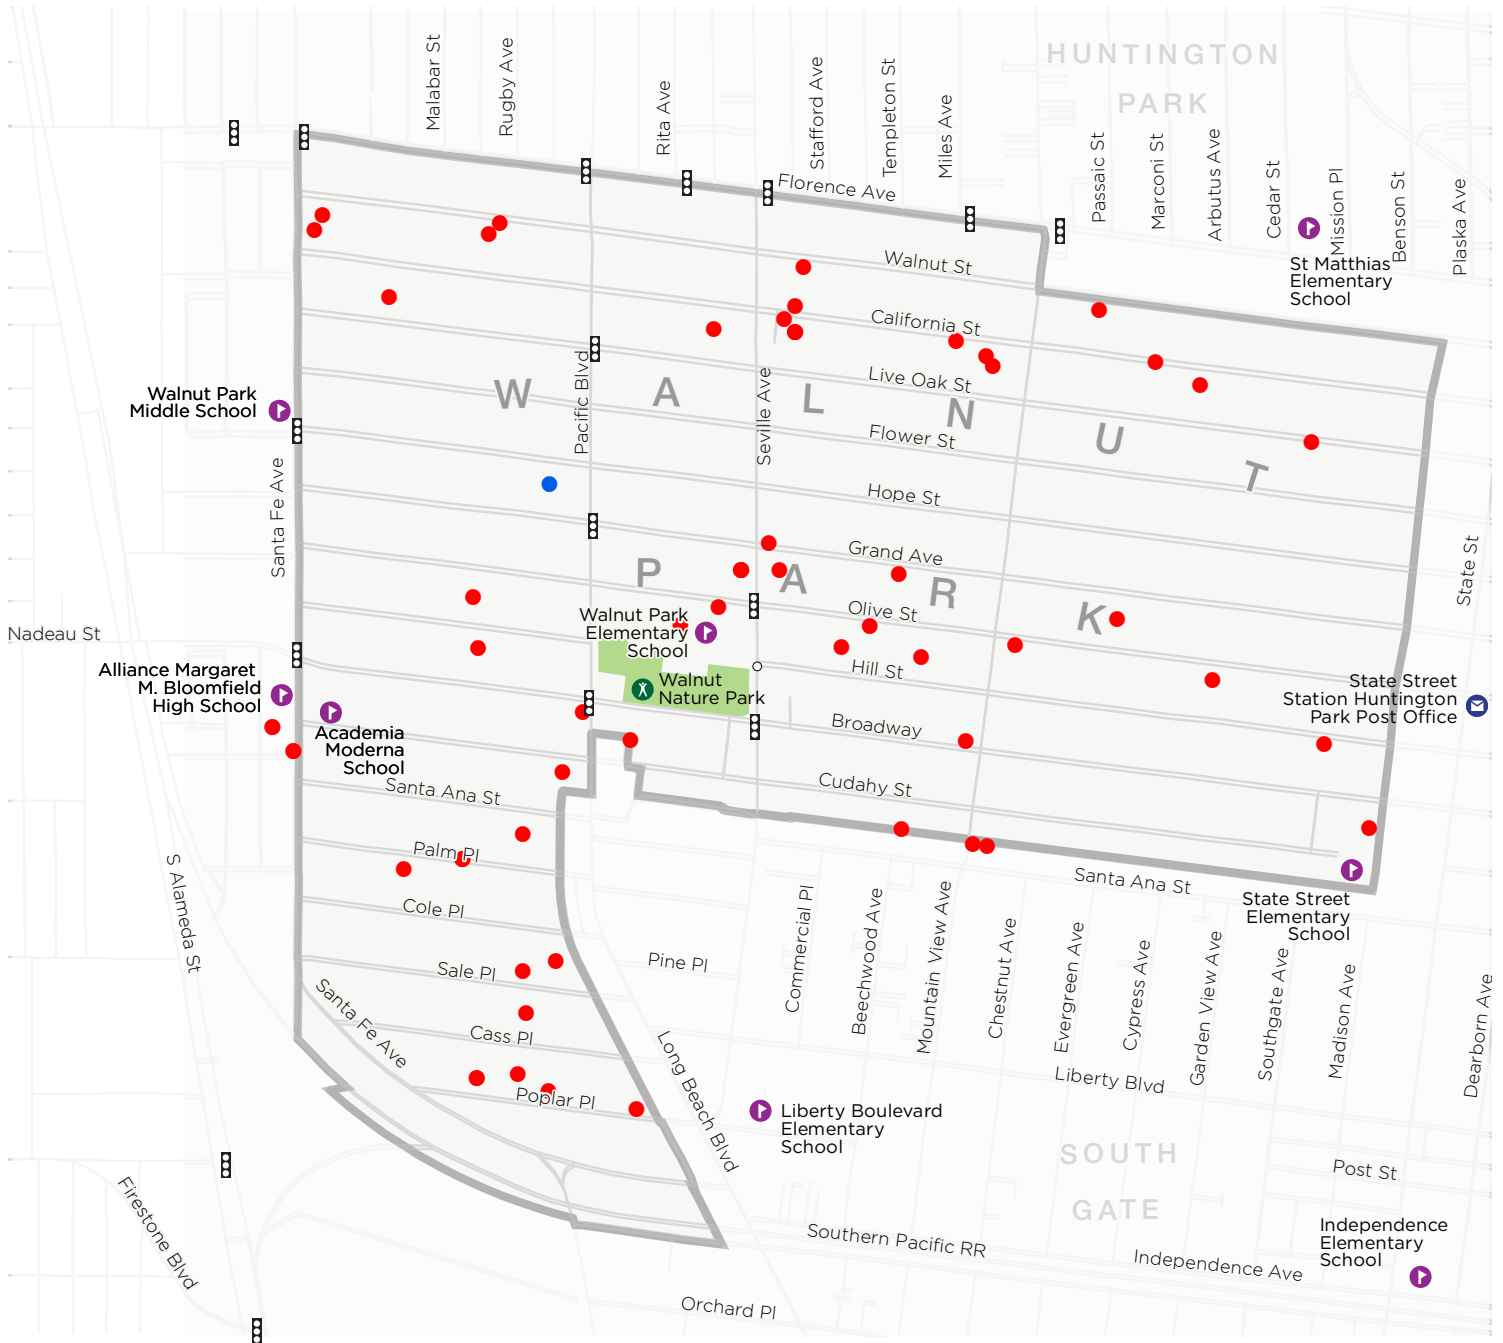 HUNTINGTON
PARK
Malabar St
Rugby Ave
Rita Ave
Stafford Ave
Templeton St
Miles Ave
Passaic St
Marconi St
Arbutus Ave
Cedar St
Mission Pl
Benson St
Plaska Ave
Florence Ave
St Matthias
Elementary
School
Walnut St
California St
Live Oak St
Flower St
Hope St
Grand Ave
Olive St
Hill St
Broadway
Cudahy St
WALNUT
PARK
Pacific Blvd
Seville Ave
Santa Fe Ave
State St
Walnut Park
Middle School
Nadeau St
Walnut Park
Elementary
School
Walnut
Nature Park
Alliance Margaret
M. Bloomfield
High School
Academia
Moderna
School
State Street
Station Huntington
Park Post Office
Santa Ana St
Palm Pl
Cole Pl
Sale Pl
Cass Pl
Poplar Pl
Santa Fe Ave
S Alameda St
Santa Ana St
State Street
Elementary
School
Pine Pl
Commercial Pl
Beechwood Ave
Mountain View Ave
Chestnut Ave
Evergreen Ave
Cypress Ave
Garden View Ave
Southgate Ave
Madison Ave
Dearborn Ave
Long Beach Blvd
Liberty Blvd
Liberty Boulevard
Elementary
School
SOUTH
GATE
Post St
Firestone Blvd
Southern Pacific RR
Independence Ave
Independence
Elementary
School
Orchard Pl